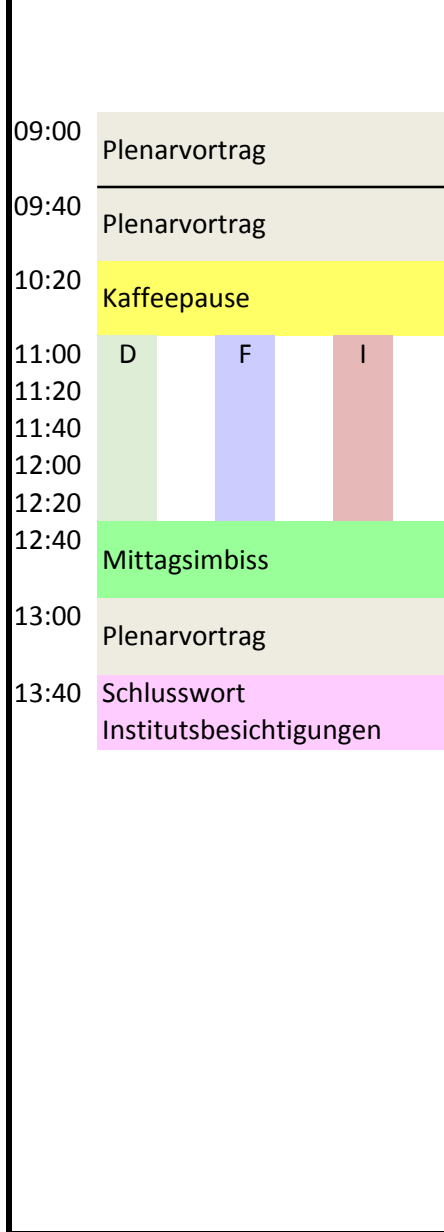 09:00 Plenarvortrag
09:40 Plenarvortrag
10:20 Kaffeepause
11:00 D F I
11:20
11:40
12:00
12:20
12:40 Mittagsimbiss
13:00 Plenarvortrag
13:40 Schlusswort
Institutsbesichtigungen